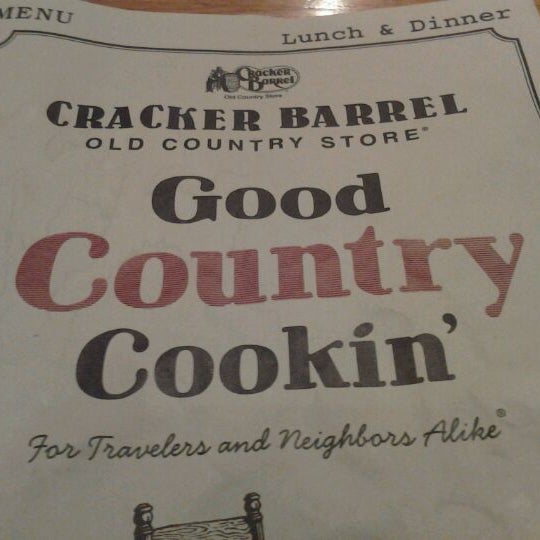 MENU
Lunch & Dinner
Cracker
Barrel
Old Country Store
CRACKER BARREL
OLD COUNTRY STORE®
Good
Country
Cookin'
For Travelers and Neighbors Alike®